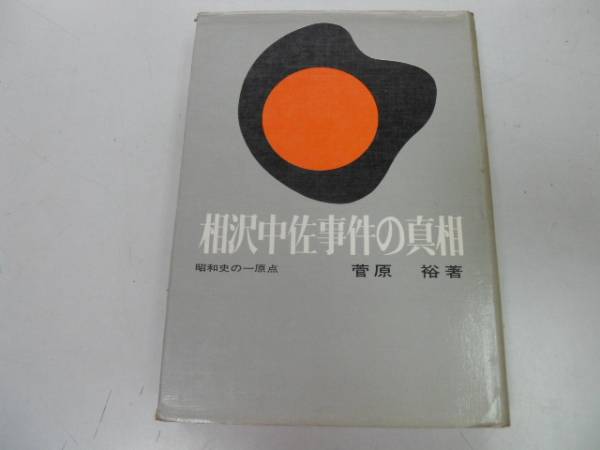 相沢中佐事件の真相
昭和史の一原点 菅原 裕著